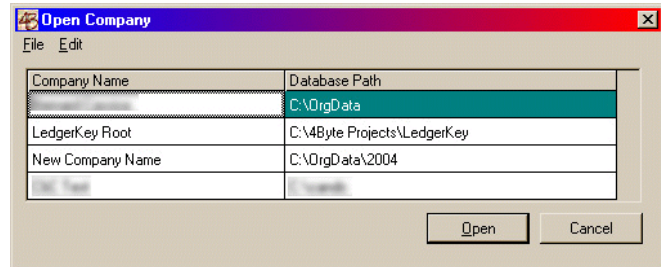 Open Company
File Edit
Company Name Database Path
C:\OrgData
LedgerKey Root C:\4Byte Projects\LedgerKey
New Company Name C:\OrgData\2004
Open Cancel